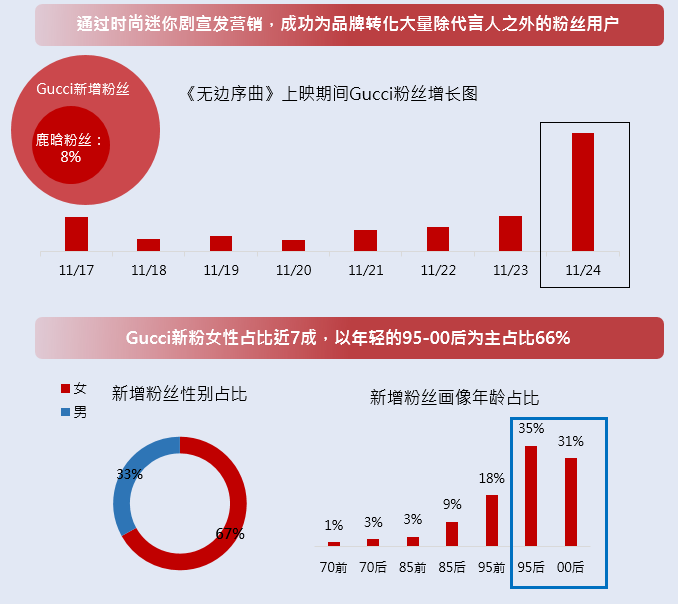 通过时尚迷你剧宣发营销，成功为品牌转化大量除代言人之外的粉丝用户
Gucci新增粉丝
鹿晗粉丝：
8%
《无边序曲》上映期间Gucci粉丝增长图
11/17 11/18 11/19 11/20 11/21 11/22 11/23 11/24
Gucci新粉女性占比近7成，以年轻的95-00后为主占比66%
女
男
新增粉丝性别占比
33%
67%
新增粉丝画像年龄占比
1% 3% 3% 9% 18% 35% 31%
70前 70后 85前 85后 95前 95后 00后